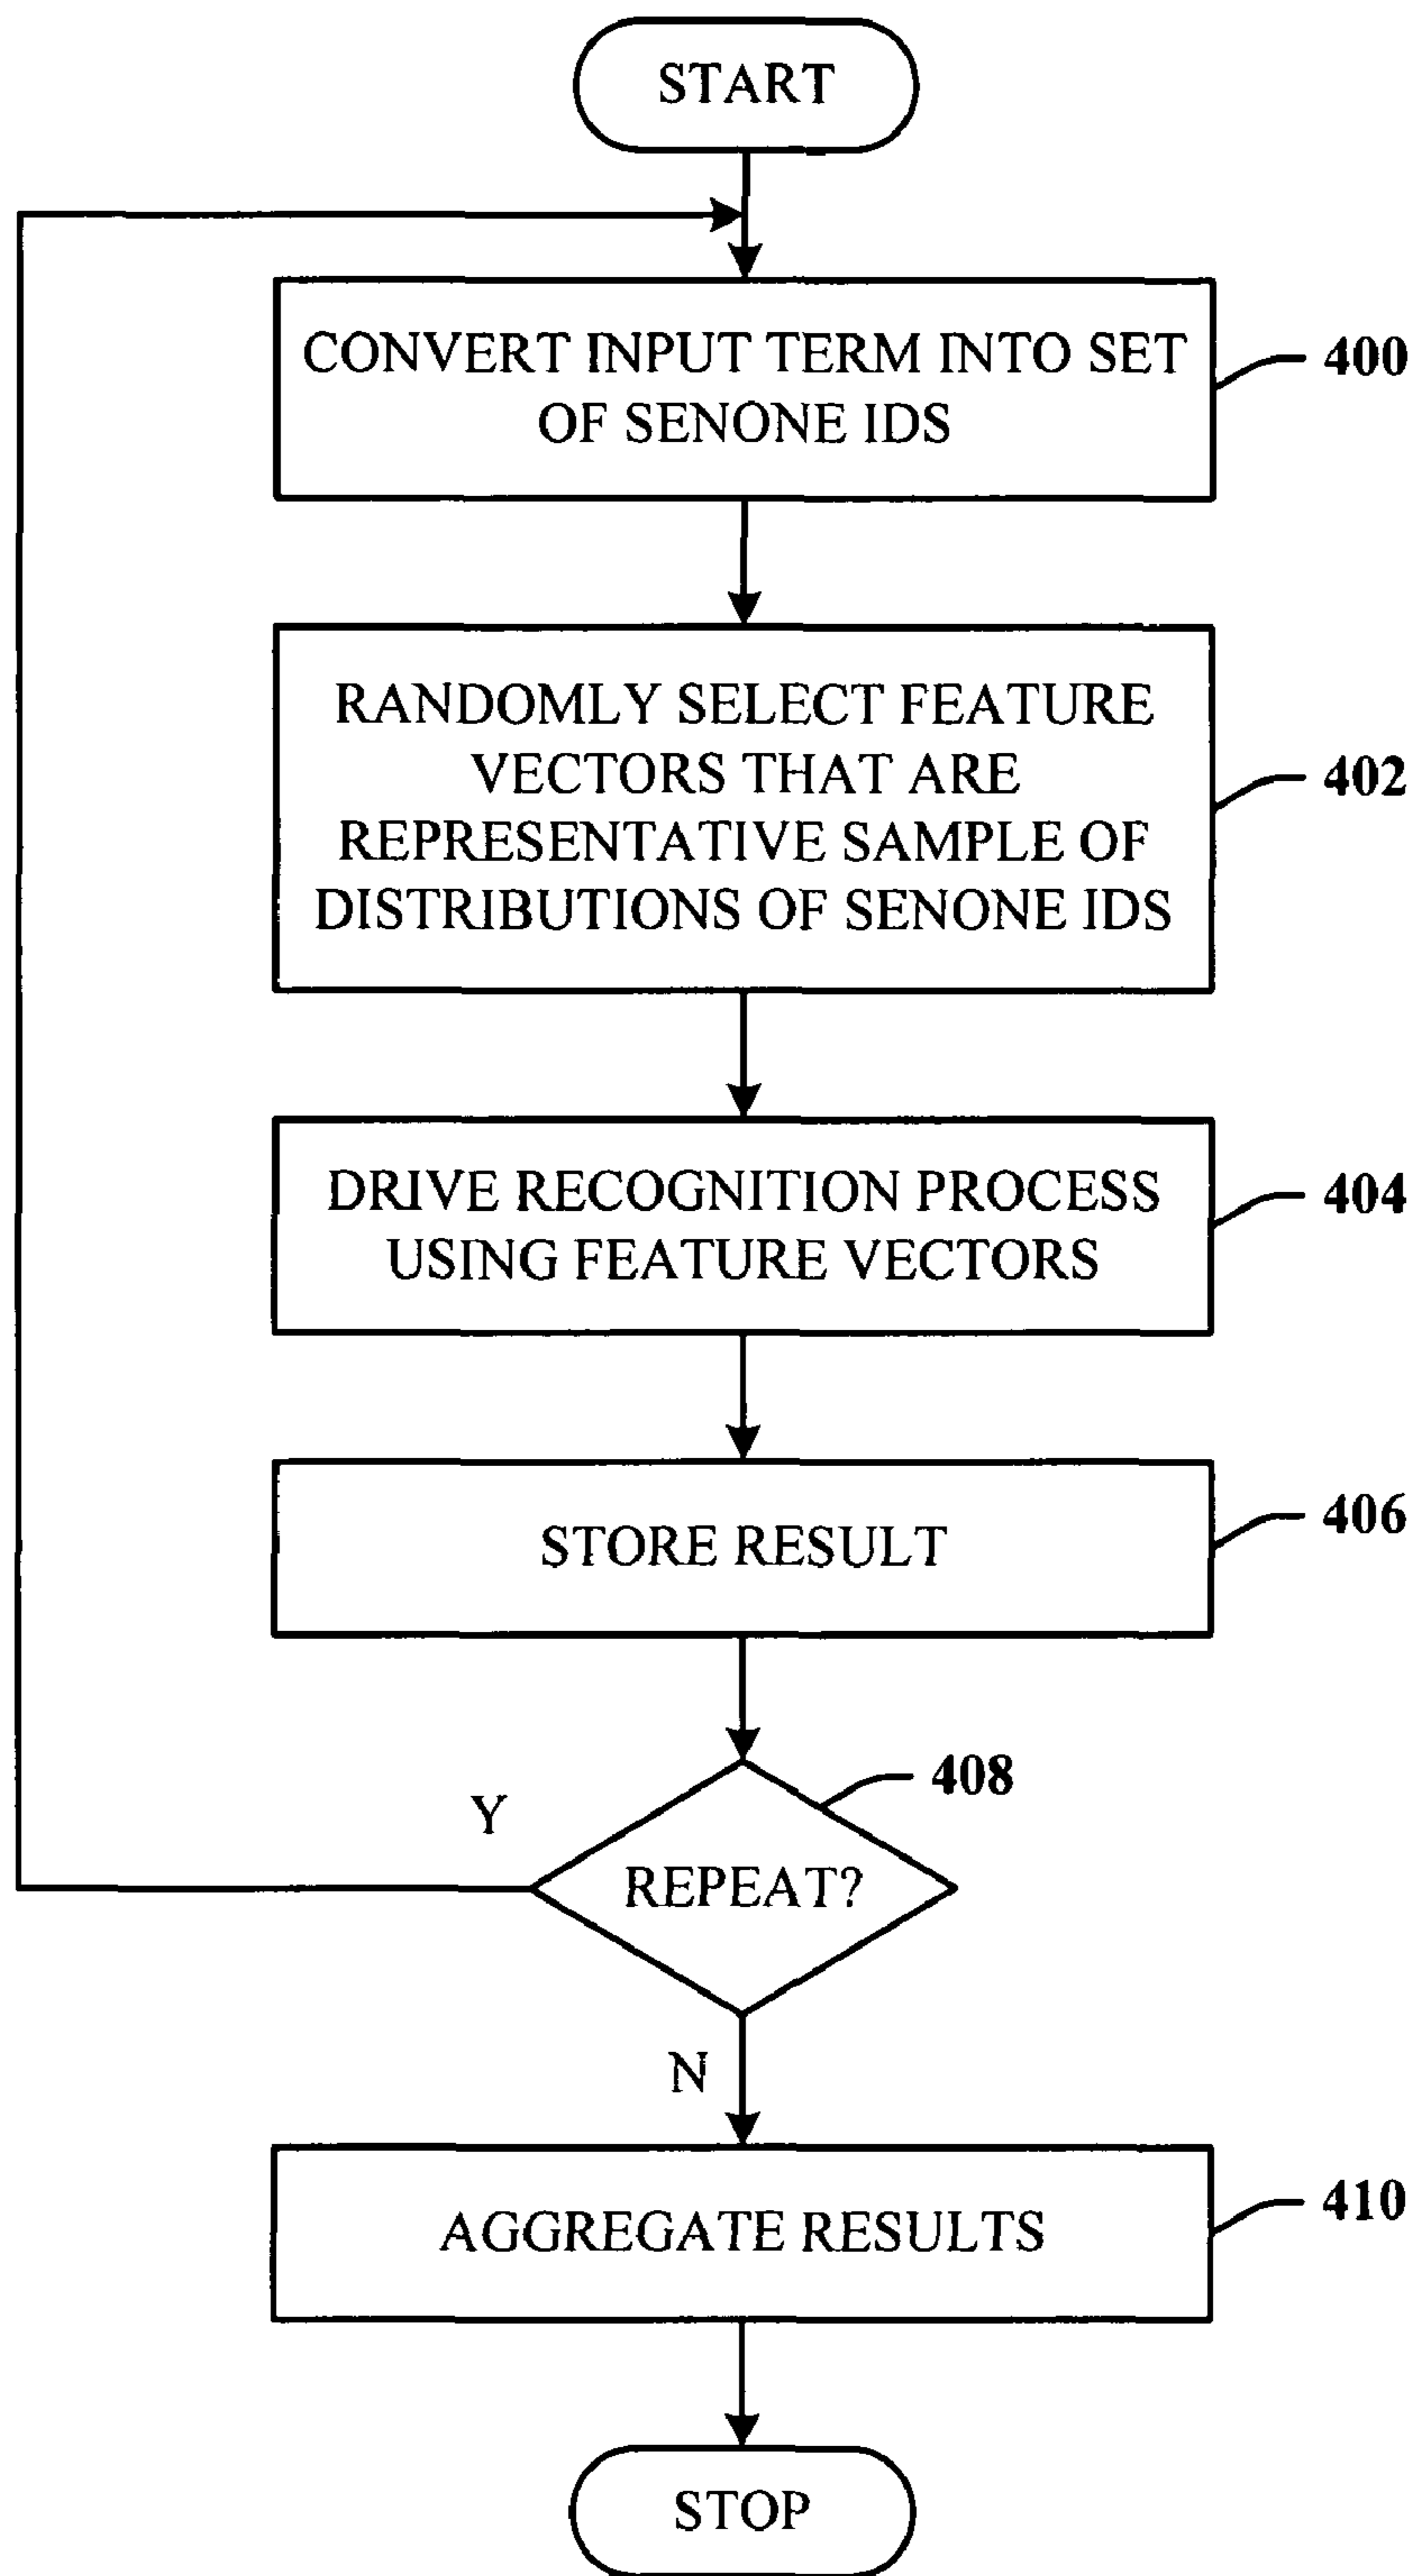 START
CONVERT INPUT TERM INTO SET
OF SENONE IDS
400
RANDOMLY SELECT FEATURE
VECTORS THAT ARE
REPRESENTATIVE SAMPLE OF
DISTRIBUTIONS OF SENONE IDS
402
DRIVE RECOGNITION PROCESS
USING FEATURE VECTORS
404
STORE RESULT
406
408
Y
REPEAT?
N
AGGREGATE RESULTS
410
STOP